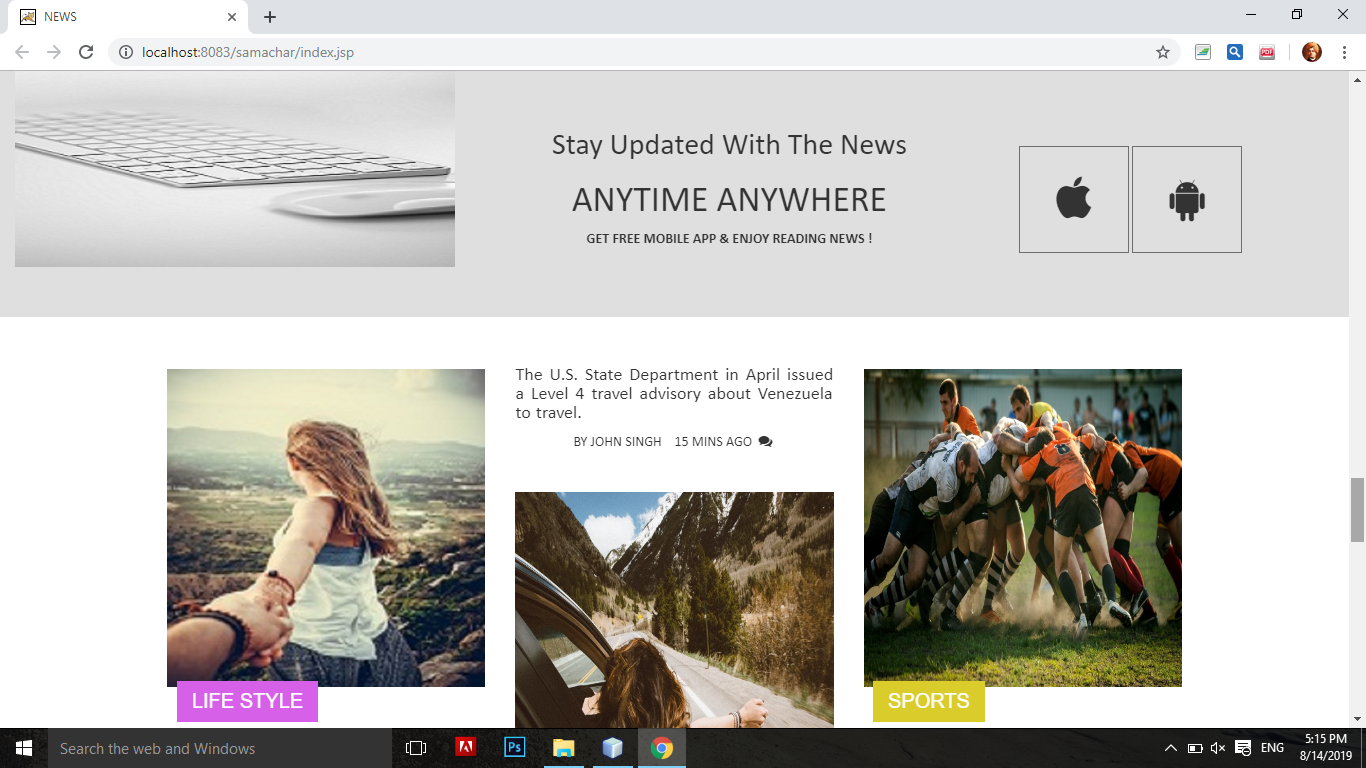 NEWS
localhost:8083/samachar/index.jsp
PDF
Stay Updated With The News
ANYTIME ANYWHERE
GET FREE MOBILE APP & ENJOY READING NEWS !
The U.S. State Department in April issued
a Level 4 travel advisory about Venezuela
to travel.
BY JOHN SINGH 15 MINS AGO
LIFE STYLE
SPORTS
Search the web and Windows
Ps
ENG
5:15 PM
8/14/2019